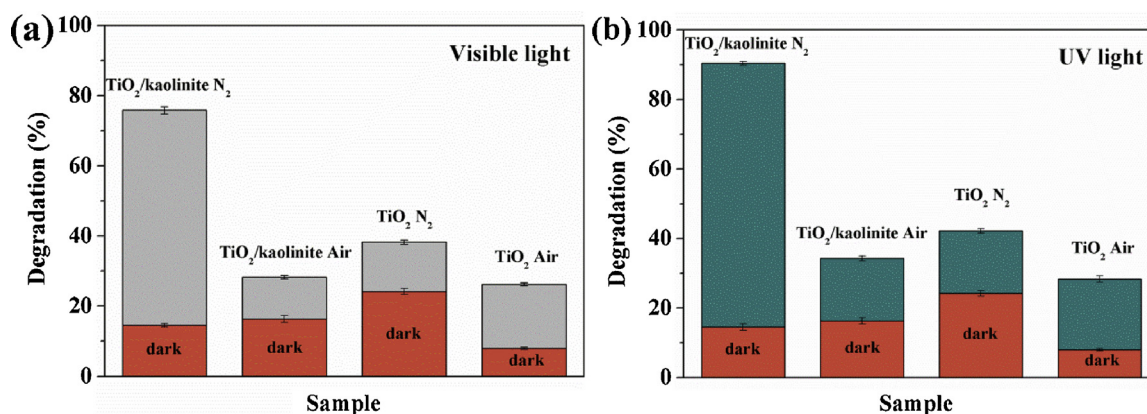 (a)
Visible light
Degradation (%)
100
80
60
40
20
0
TiO₂/kaolinite N₂
TiO₂/kaolinite Air
TiO₂ N₂
TiO₂ Air
dark
dark
dark
dark
Sample
(b)
UV light
Degradation (%)
100
80
60
40
20
0
TiO₂/kaolinite N₂
TiO₂/kaolinite Air
TiO₂ N₂
TiO₂ Air
dark
dark
dark
dark
Sample